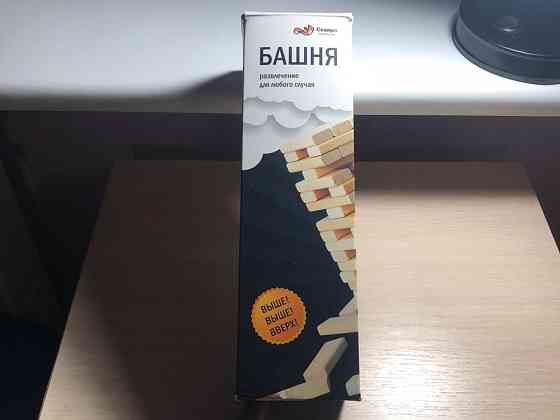 БАШНЯ
развлечение
для любого случая
ВЫШЕ!
ВЫШЕ!
ВВЕРХ!